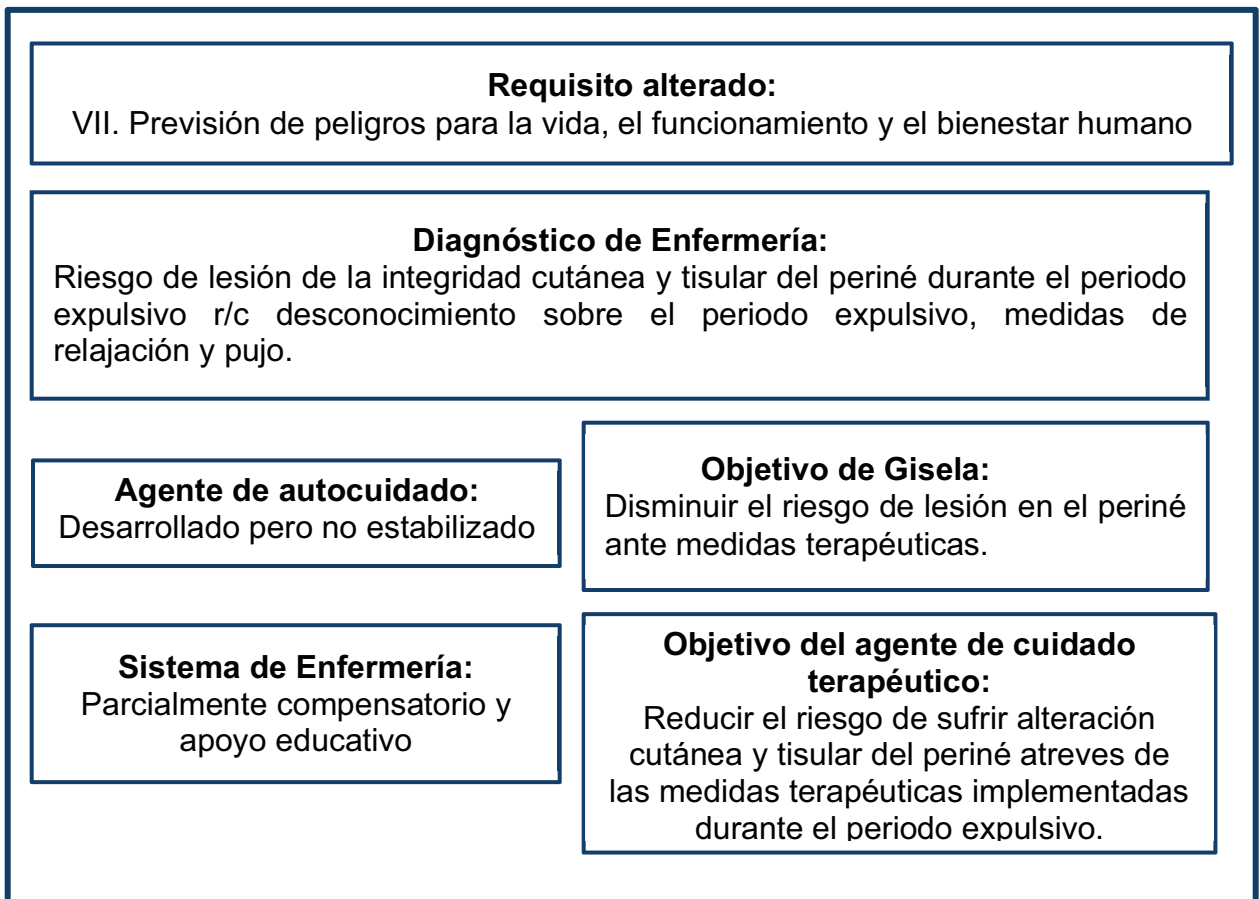 Requisito alterado:
VII. Previsión de peligros para la vida, el funcionamiento y el bienestar humano
Diagnóstico de Enfermería:
Riesgo de lesión de la integridad cutánea y tisular del periné durante el periodo
expulsivo r/c desconocimiento sobre el periodo expulsivo, medidas de
relajación y pujo.
Agente de autocuidado:
Desarrollado pero no estabilizado
Objetivo de Gisela:
Disminuir el riesgo de lesión en el periné
ante medidas terapéuticas.
Sistema de Enfermería:
Parcialmente compensatorio y
apoyo educativo
Objetivo del agente de cuidado
terapéutico:
Reducir el riesgo de sufrir alteración
cutánea y tisular del periné atreves de
las medidas terapéuticas implementadas
durante el periodo expulsivo.